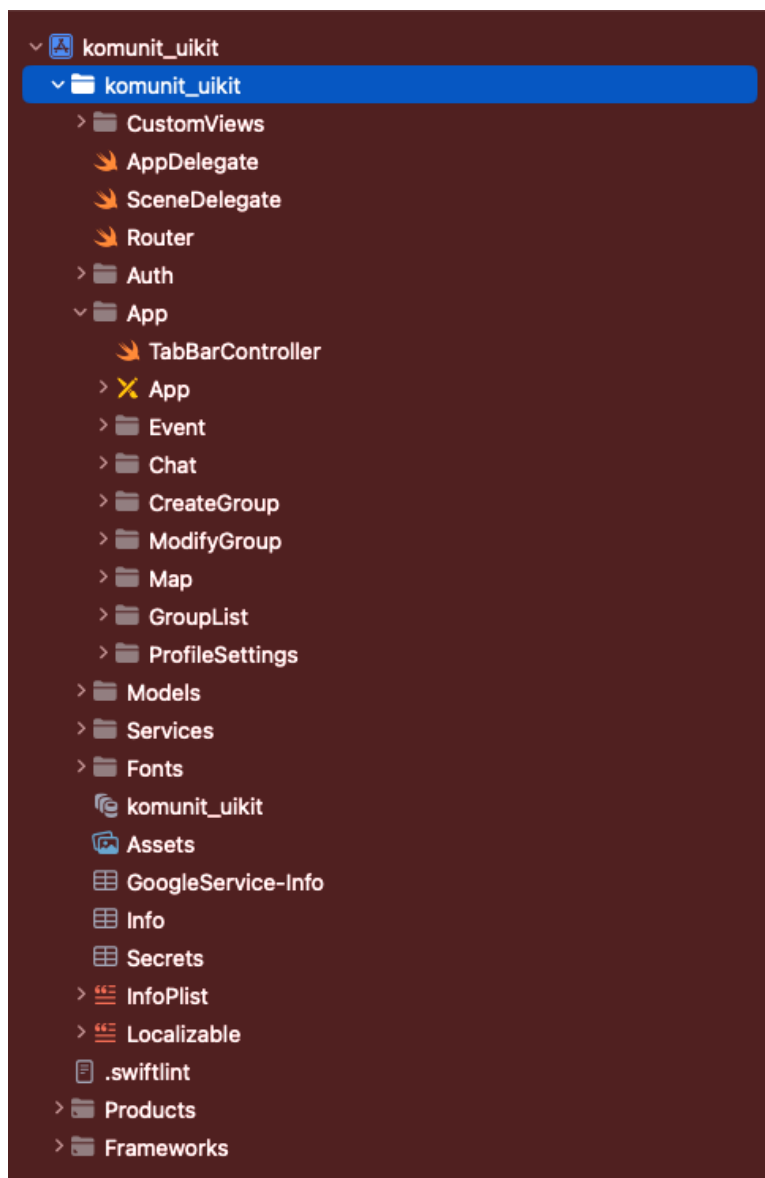 komunit_uikit
komunit_uikit
CustomViews
AppDelegate
SceneDelegate
Router
Auth
App
TabBarController
App
Event
Chat
CreateGroup
ModifyGroup
Map
GroupList
ProfileSettings
Models
Services
Fonts
komunit_uikit
Assets
GoogleService-Info
Info
Secrets
InfoPlist
Localizable
.swiftlint
Products
Frameworks